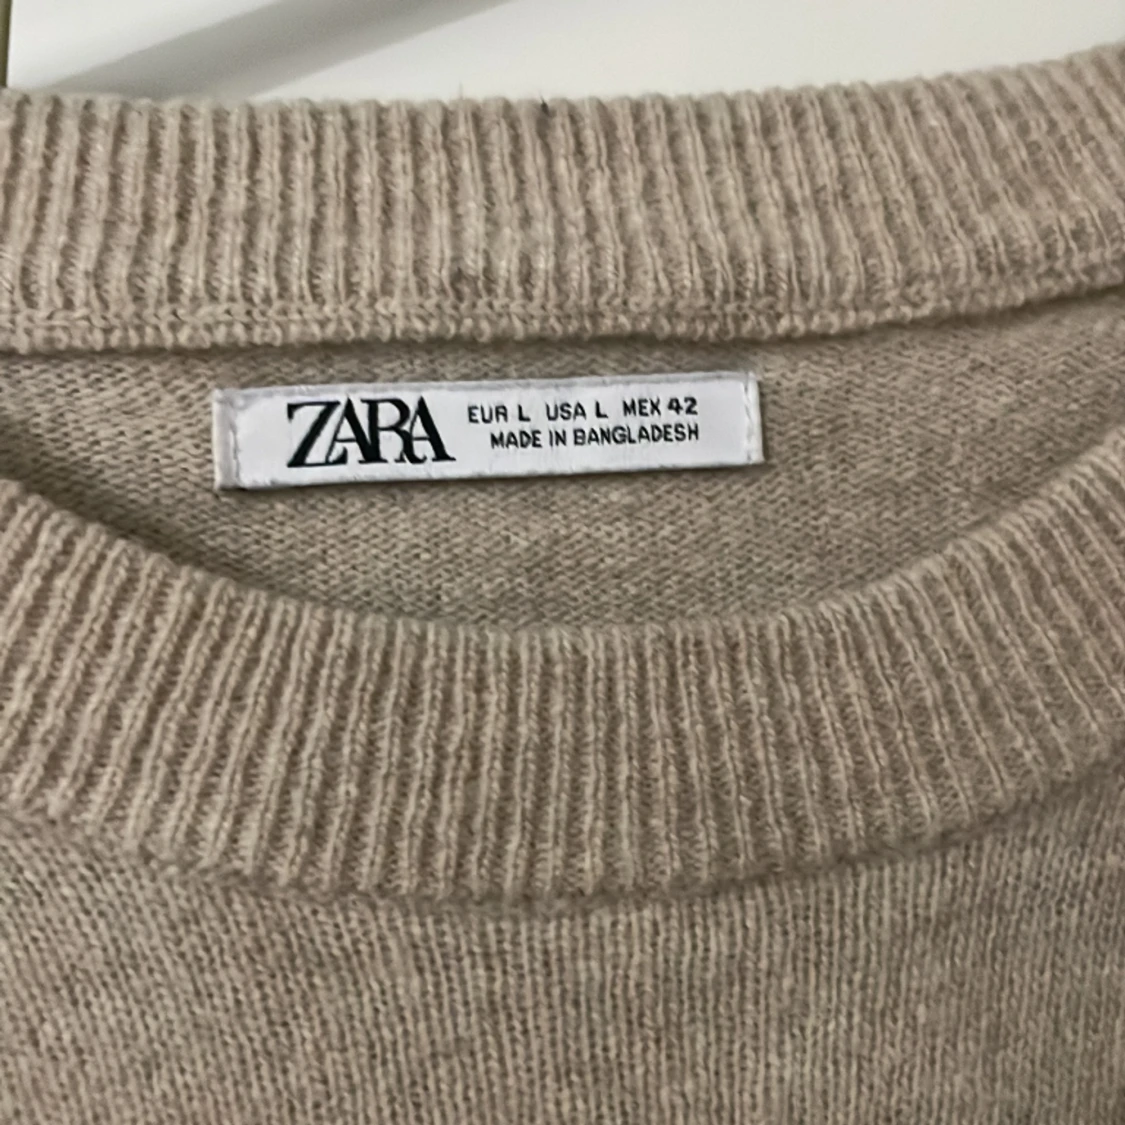 ZARA
EUR L USA L MEX 42
MADE IN BANGLADESH